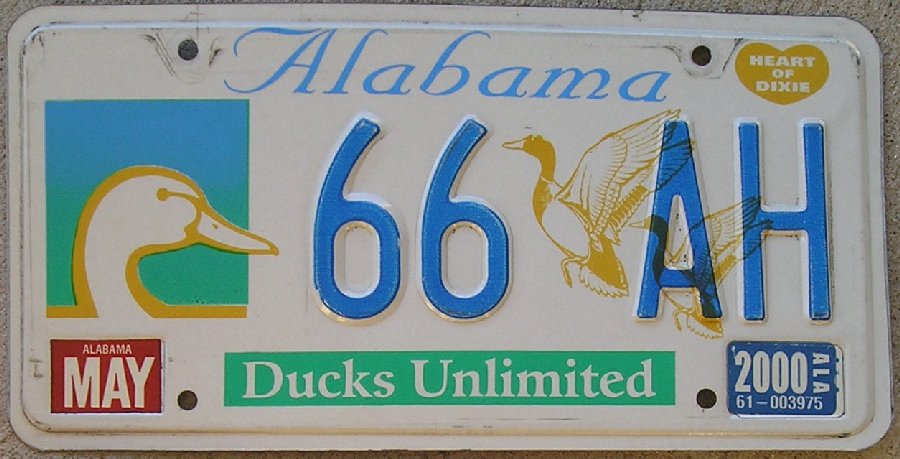 Alabama
HEART
OF
DIXIE
66 AH
ALABAMA
MAY
Ducks Unlimited
2000
ALA
61-003975